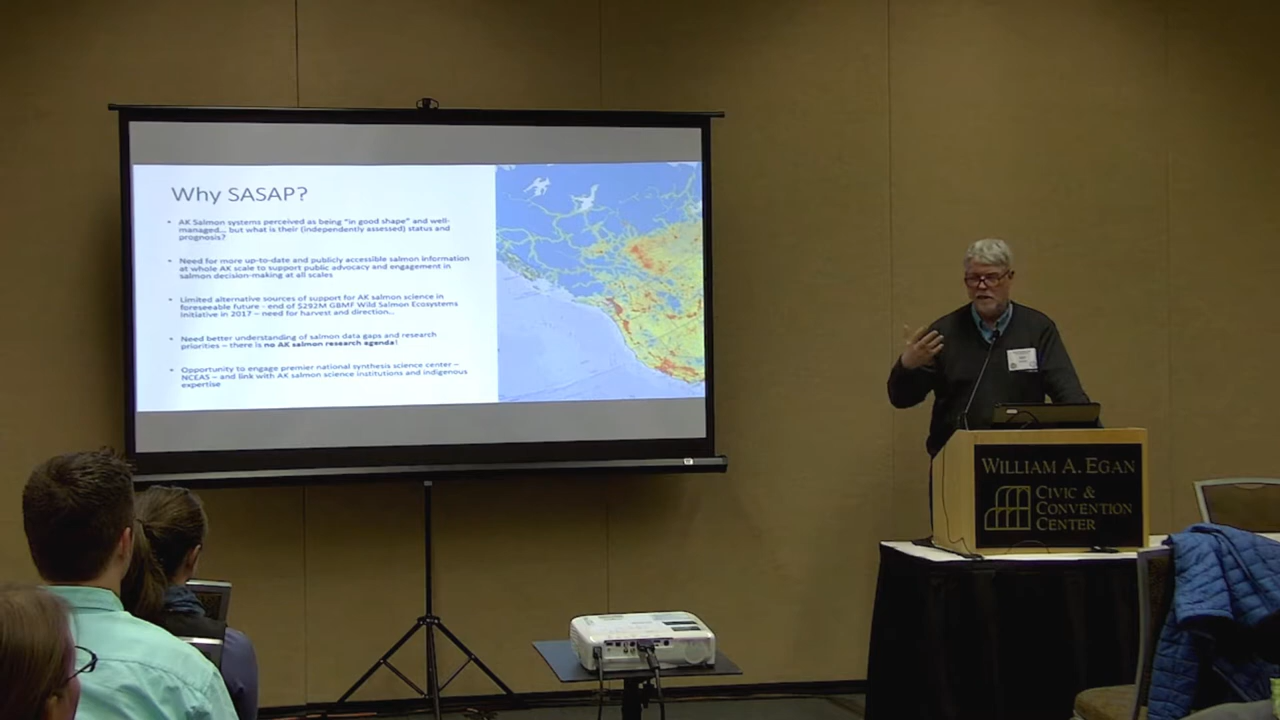 Why SASAP?
• AK Salmon systems perceived as being "in good shape" and well-
managed... but what is their (independently assessed) status and
prognosis?
• Need for more up-to-date and publicly accessible salmon information
at whole AK scale to support public advocacy and engagement in
salmon decision-making at all scales
• Limited alternative sources of support for AK salmon science in
foreseeable future - end of $292M GBMF Wild Salmon Ecosystems
Initiative in 2017 – need for harvest and direction...
• Need better understanding of salmon data gaps and research
priorities – there is no AK salmon research agenda!
• Opportunity to engage premier national synthesis science center –
NCEAS – and link with AK salmon science institutions and indigenous
expertise
WILLIAM A. EGAN
CIVIC &
CONVENTION
CENTER